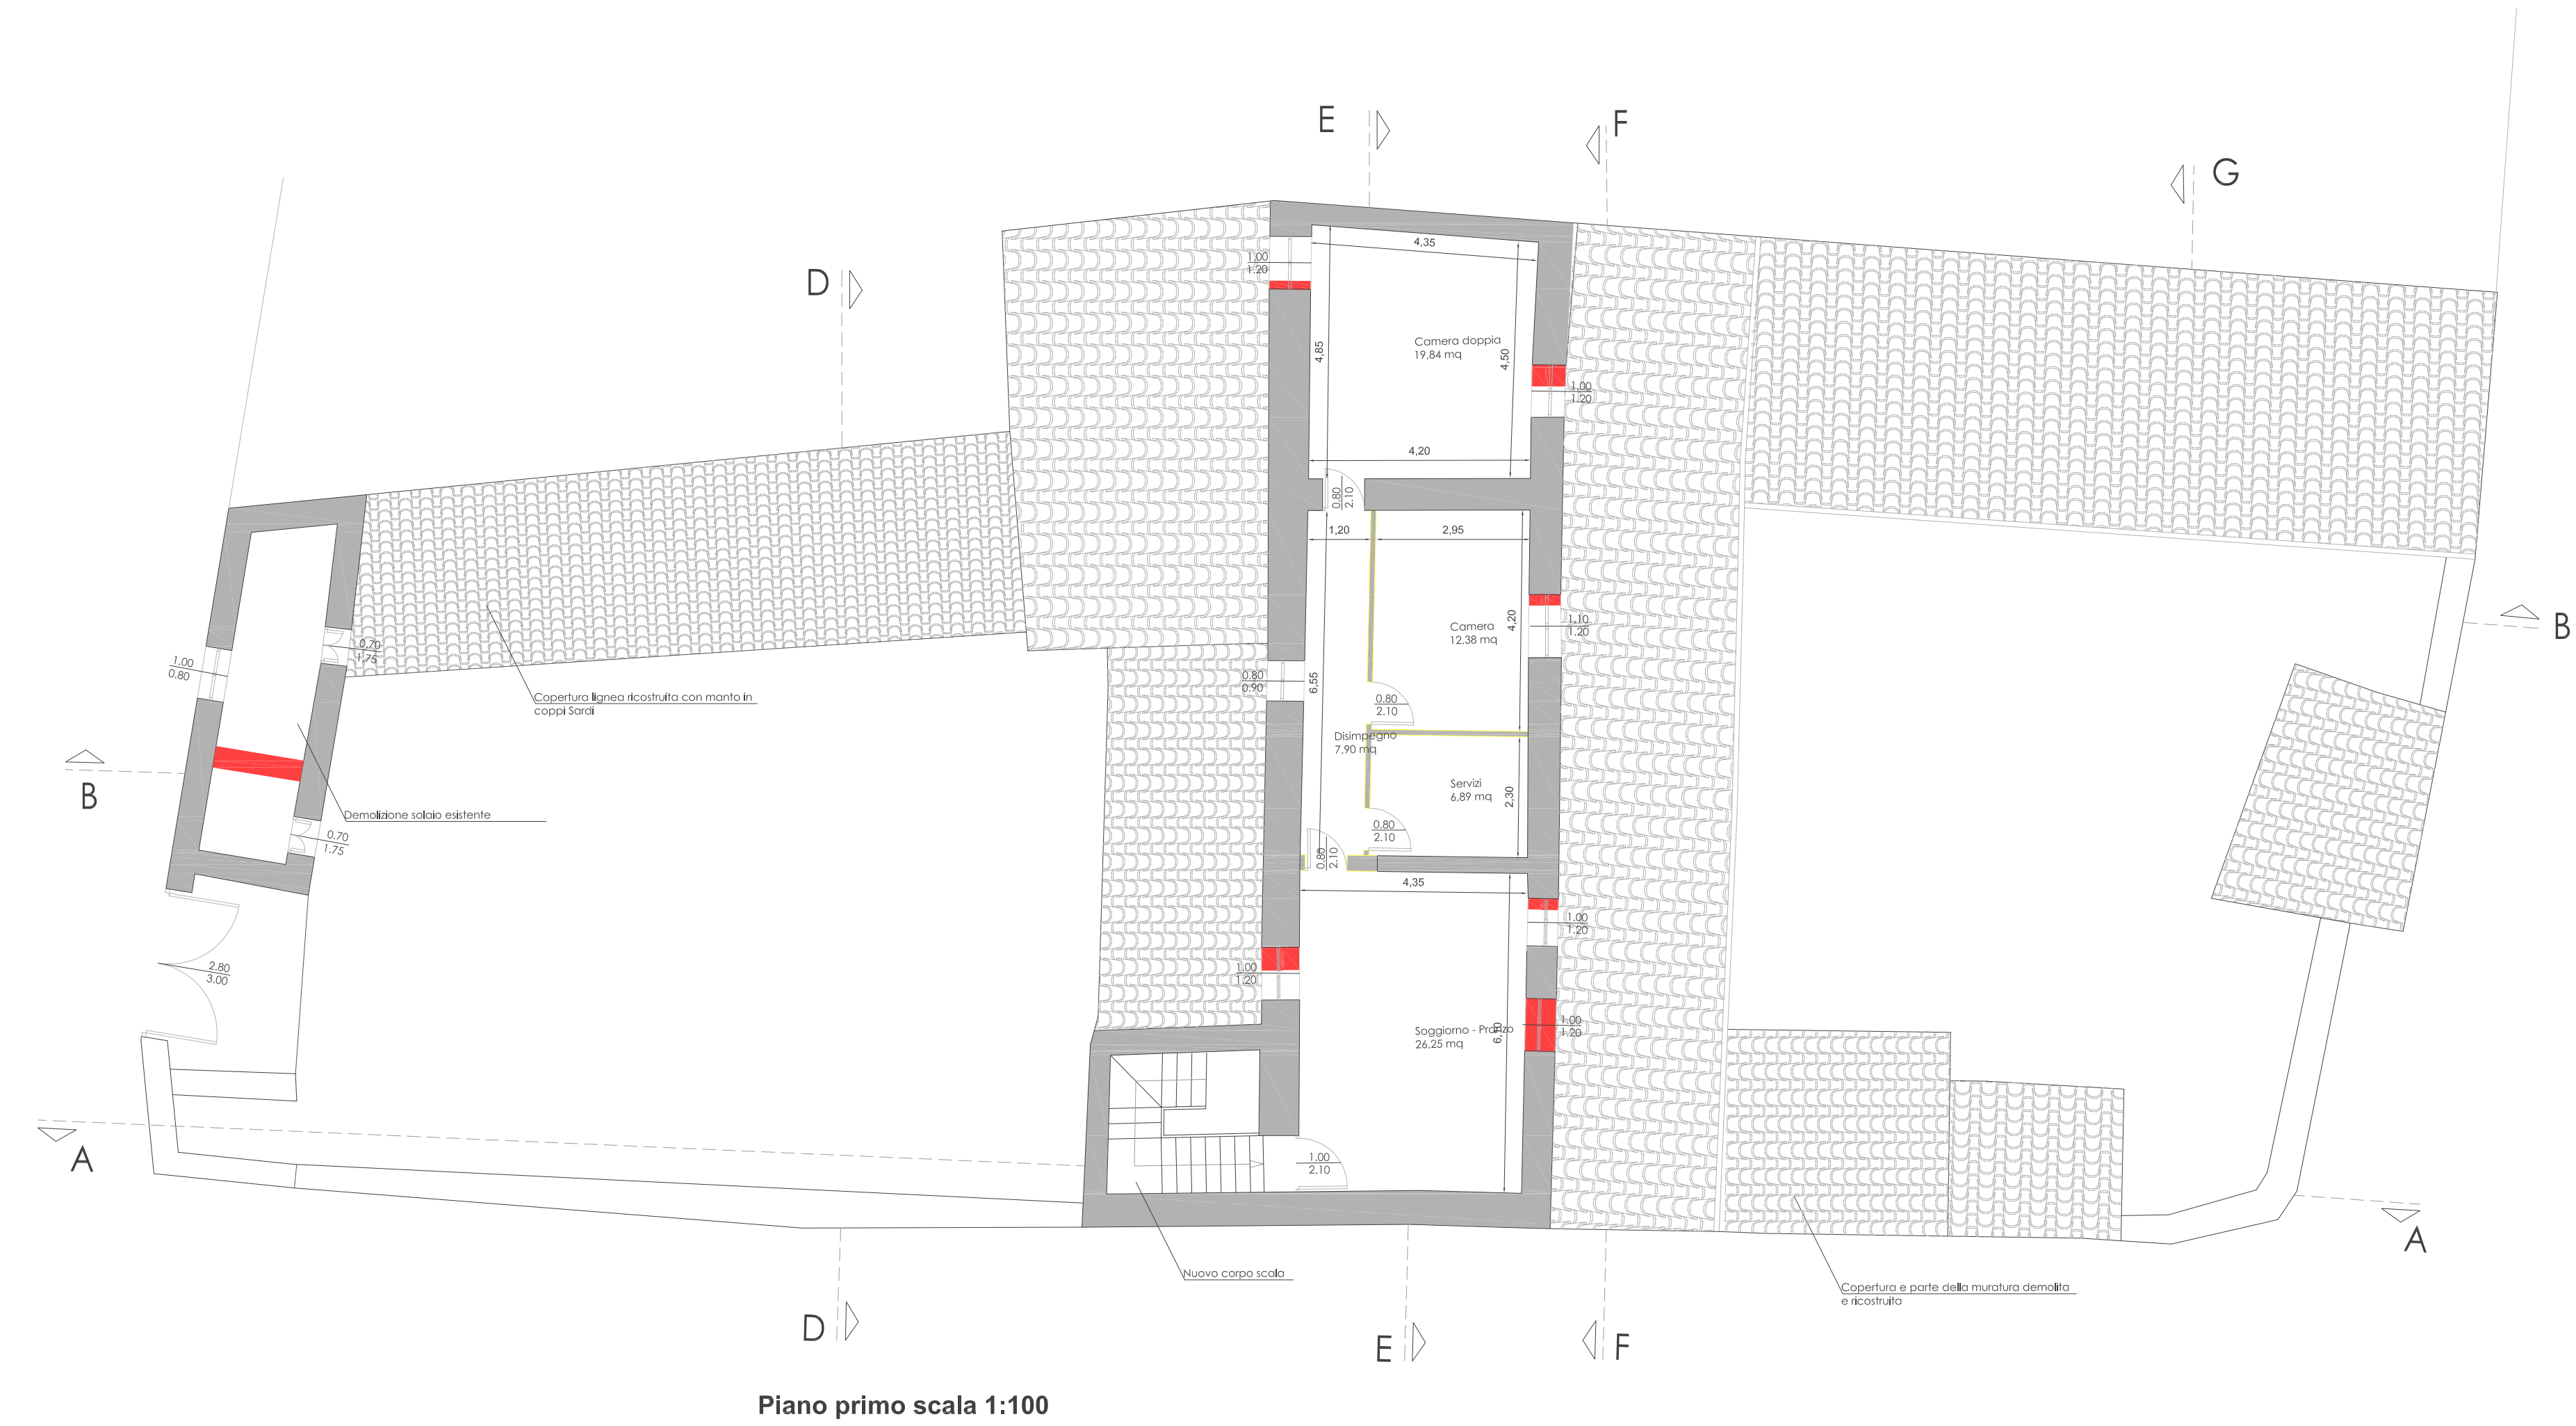 E
F
G
D
4,35
1.00
1.20
Camera doppia
19,84 mq
4,85
4,50
1.00
1.20
4,20
0.80
2.10
1,20
2,95
B
1.10
1.20
Camera
12,38 mq
4,20
0.70
1.75
1.00
0.80
0.80
0.90
6,55
Copertura lignea ricostruita con manto in
coppi Sardi
0.80
2.10
Disimpegno
7,90 mq
B
Servizi
6,89 mq
2,30
Demolizione solaio esistente
0.70
1.75
0.80
2.10
0.80
2.10
4,35
1.00
1.20
2.80
3.00
1.00
1.20
Soggiorno - Pranzo
26,25 mq
6,10
1.00
1.20
A
1.00
2.10
A
Nuovo corpo scala
Copertura e parte della muratura demolita
e ricostruita
D
E
F
Piano primo scala 1:100